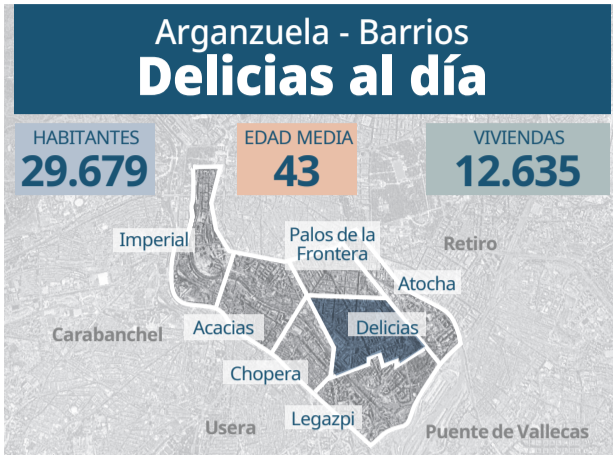 Arganzuela - Barrios
Delicias al día
HABITANTES
29.679
EDAD MEDIA
43
VIVIENDAS
12.635
Imperial
Palos de la
Frontera
Retiro
Atocha
Carabanchel
Acacias
Delicias
Chopera
Legazpi
Usera
Puente de Vallecas